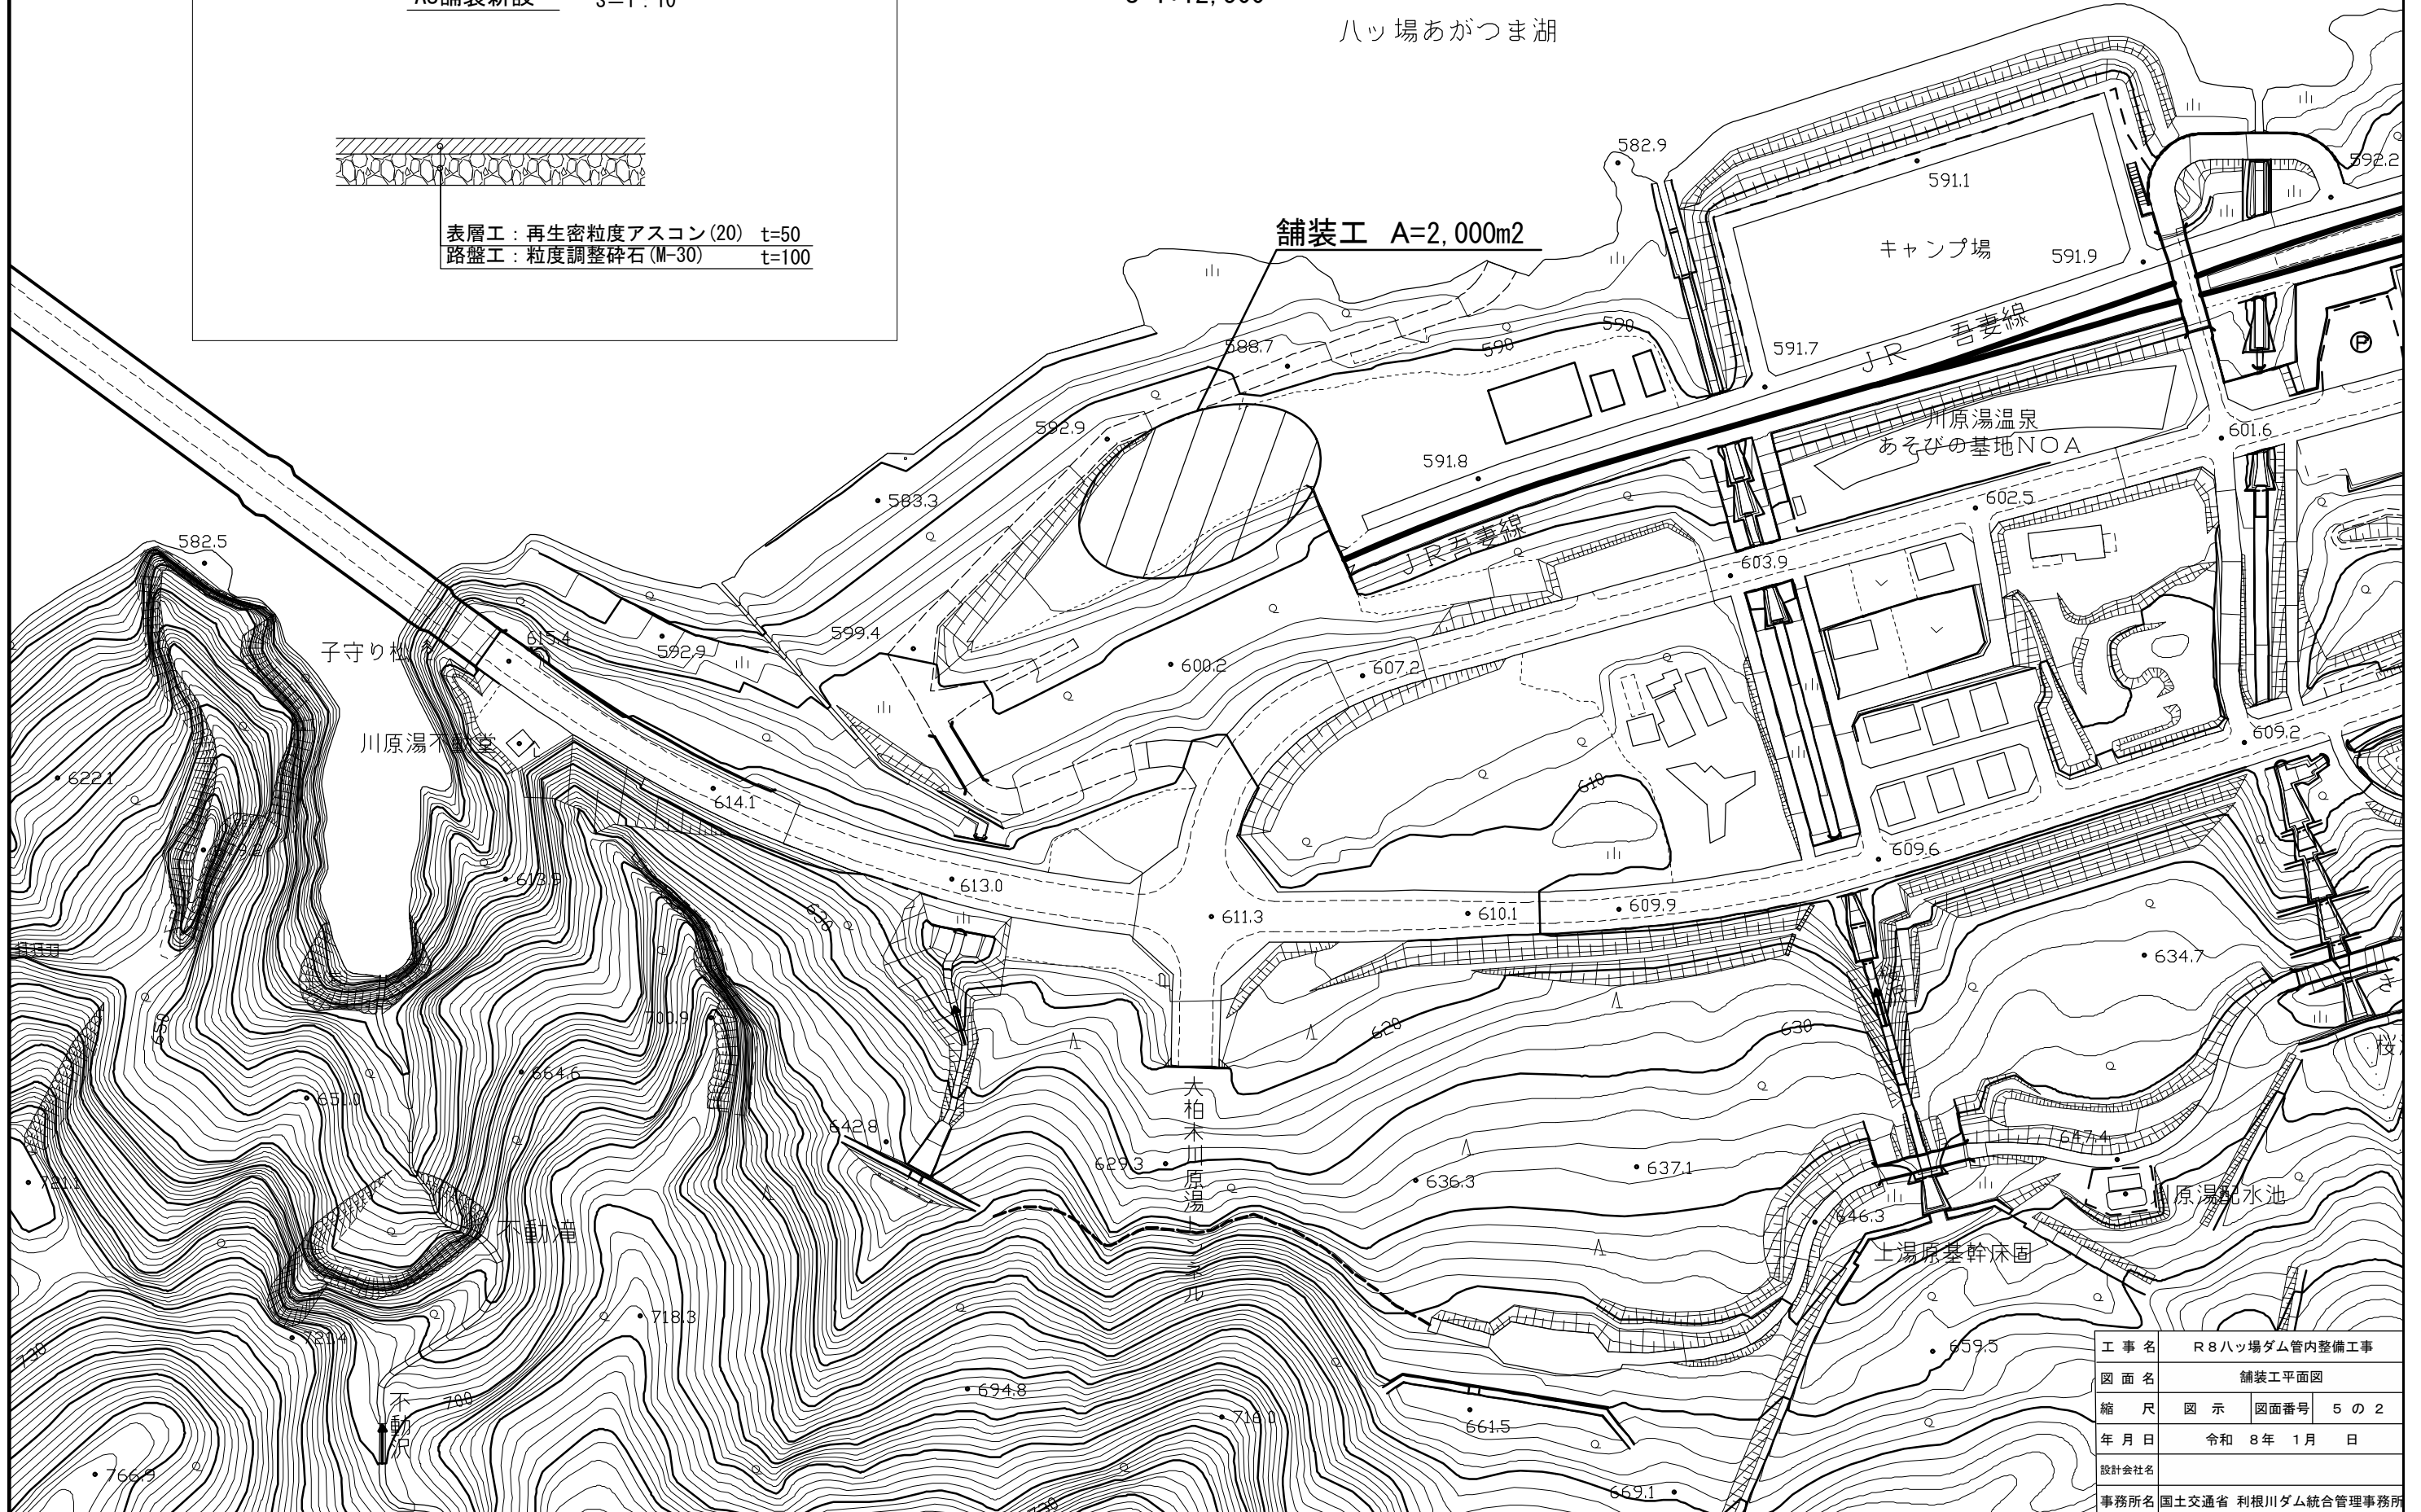 S=1:10
八ッ場あがつま湖
582.9
592.2
591.1
表層工：再生密粒度アスコン(20) t=50
路盤工：粒度調整砕石(M-30) t=100
舗装工 A=2,000m2
キャンプ場
591.9
JR 吾妻線
588.7
590
590
591.7
P
川原湯温泉
あそびの基地NOA
592.9
591.8
601.6
583.3
602.5
JR吾妻線
582.5
603.9
子守り
615.4
592.9
599.4
600.2
607.2
川原湯不動堂
609.2
622.1
614.1
610
609.6
613.9
613.0
611.3
610.1
609.9
634.7
650
700.9
620
630
664.6
651.0
大柏木川原湯トンネル
642.8
629.3
636.3
637.1
647.4
721.1
川原湯配水池
646.3
不動滝
上湯原基幹床固
718.3
721.4
659.5
730
694.8
700
716.0
661.5
不動沢
766.9
669.1
工事名 R8八ッ場ダム管内整備工事
図面名 舗装工平面図
縮尺 図示 図面番号 5の2
年月日 令和 8年 1月 日
設計会社名
事務所名 国土交通省 利根川ダム統合管理事務所